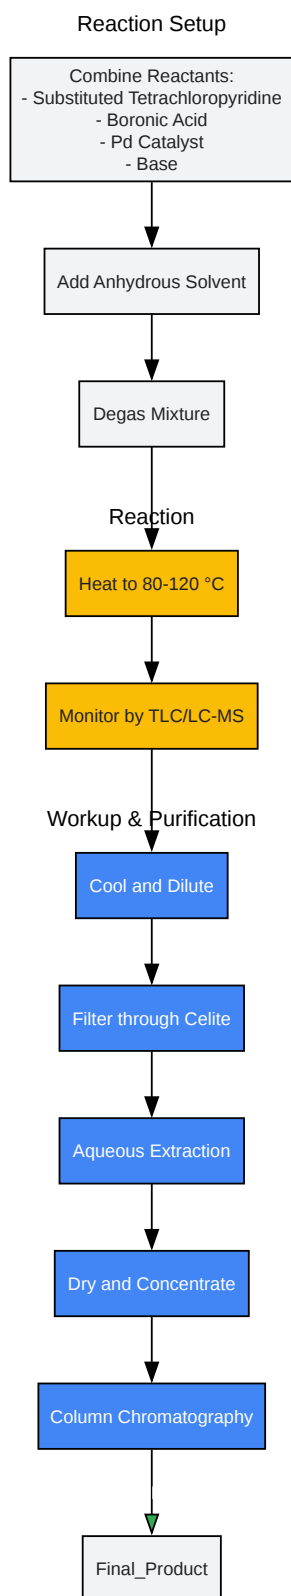 Reaction Setup
Combine Reactants:
- Substituted Tetrachloropyridine
- Boronic Acid
- Pd Catalyst
- Base
Add Anhydrous Solvent
Degas Mixture
Reaction
Heat to 80-120 °C
Monitor by TLC/LC-MS
Workup & Purification
Cool and Dilute
Filter through Celite
Aqueous Extraction
Dry and Concentrate
Column Chromatography
Final_Product